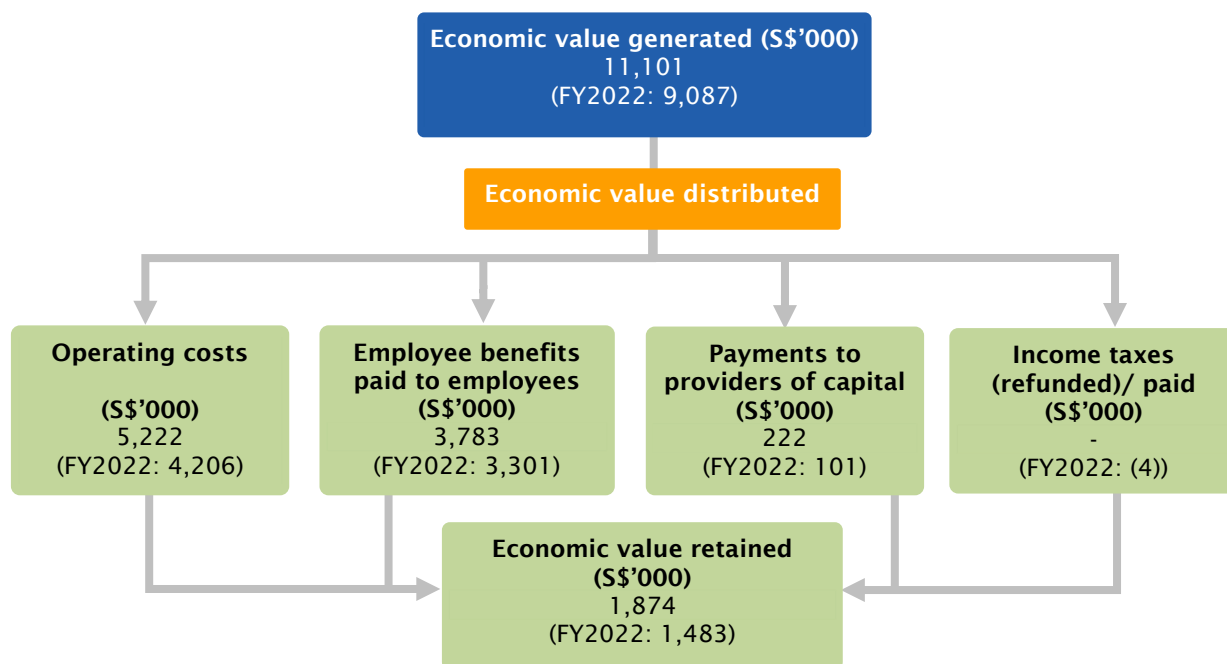 Economic value generated (S$’000)
11,101
(FY2022: 9,087)
Economic value distributed
Operating costs
(S$’000)
5,222
(FY2022: 4,206)
Employee benefits
paid to employees
(S$’000)
3,783
(FY2022: 3,301)
Payments to
providers of capital
(S$’000)
222
(FY2022: 101)
Income taxes
(refunded)/ paid
(S$’000)
-
(FY2022: (4))
Economic value retained
(S$’000)
1,874
(FY2022: 1,483)